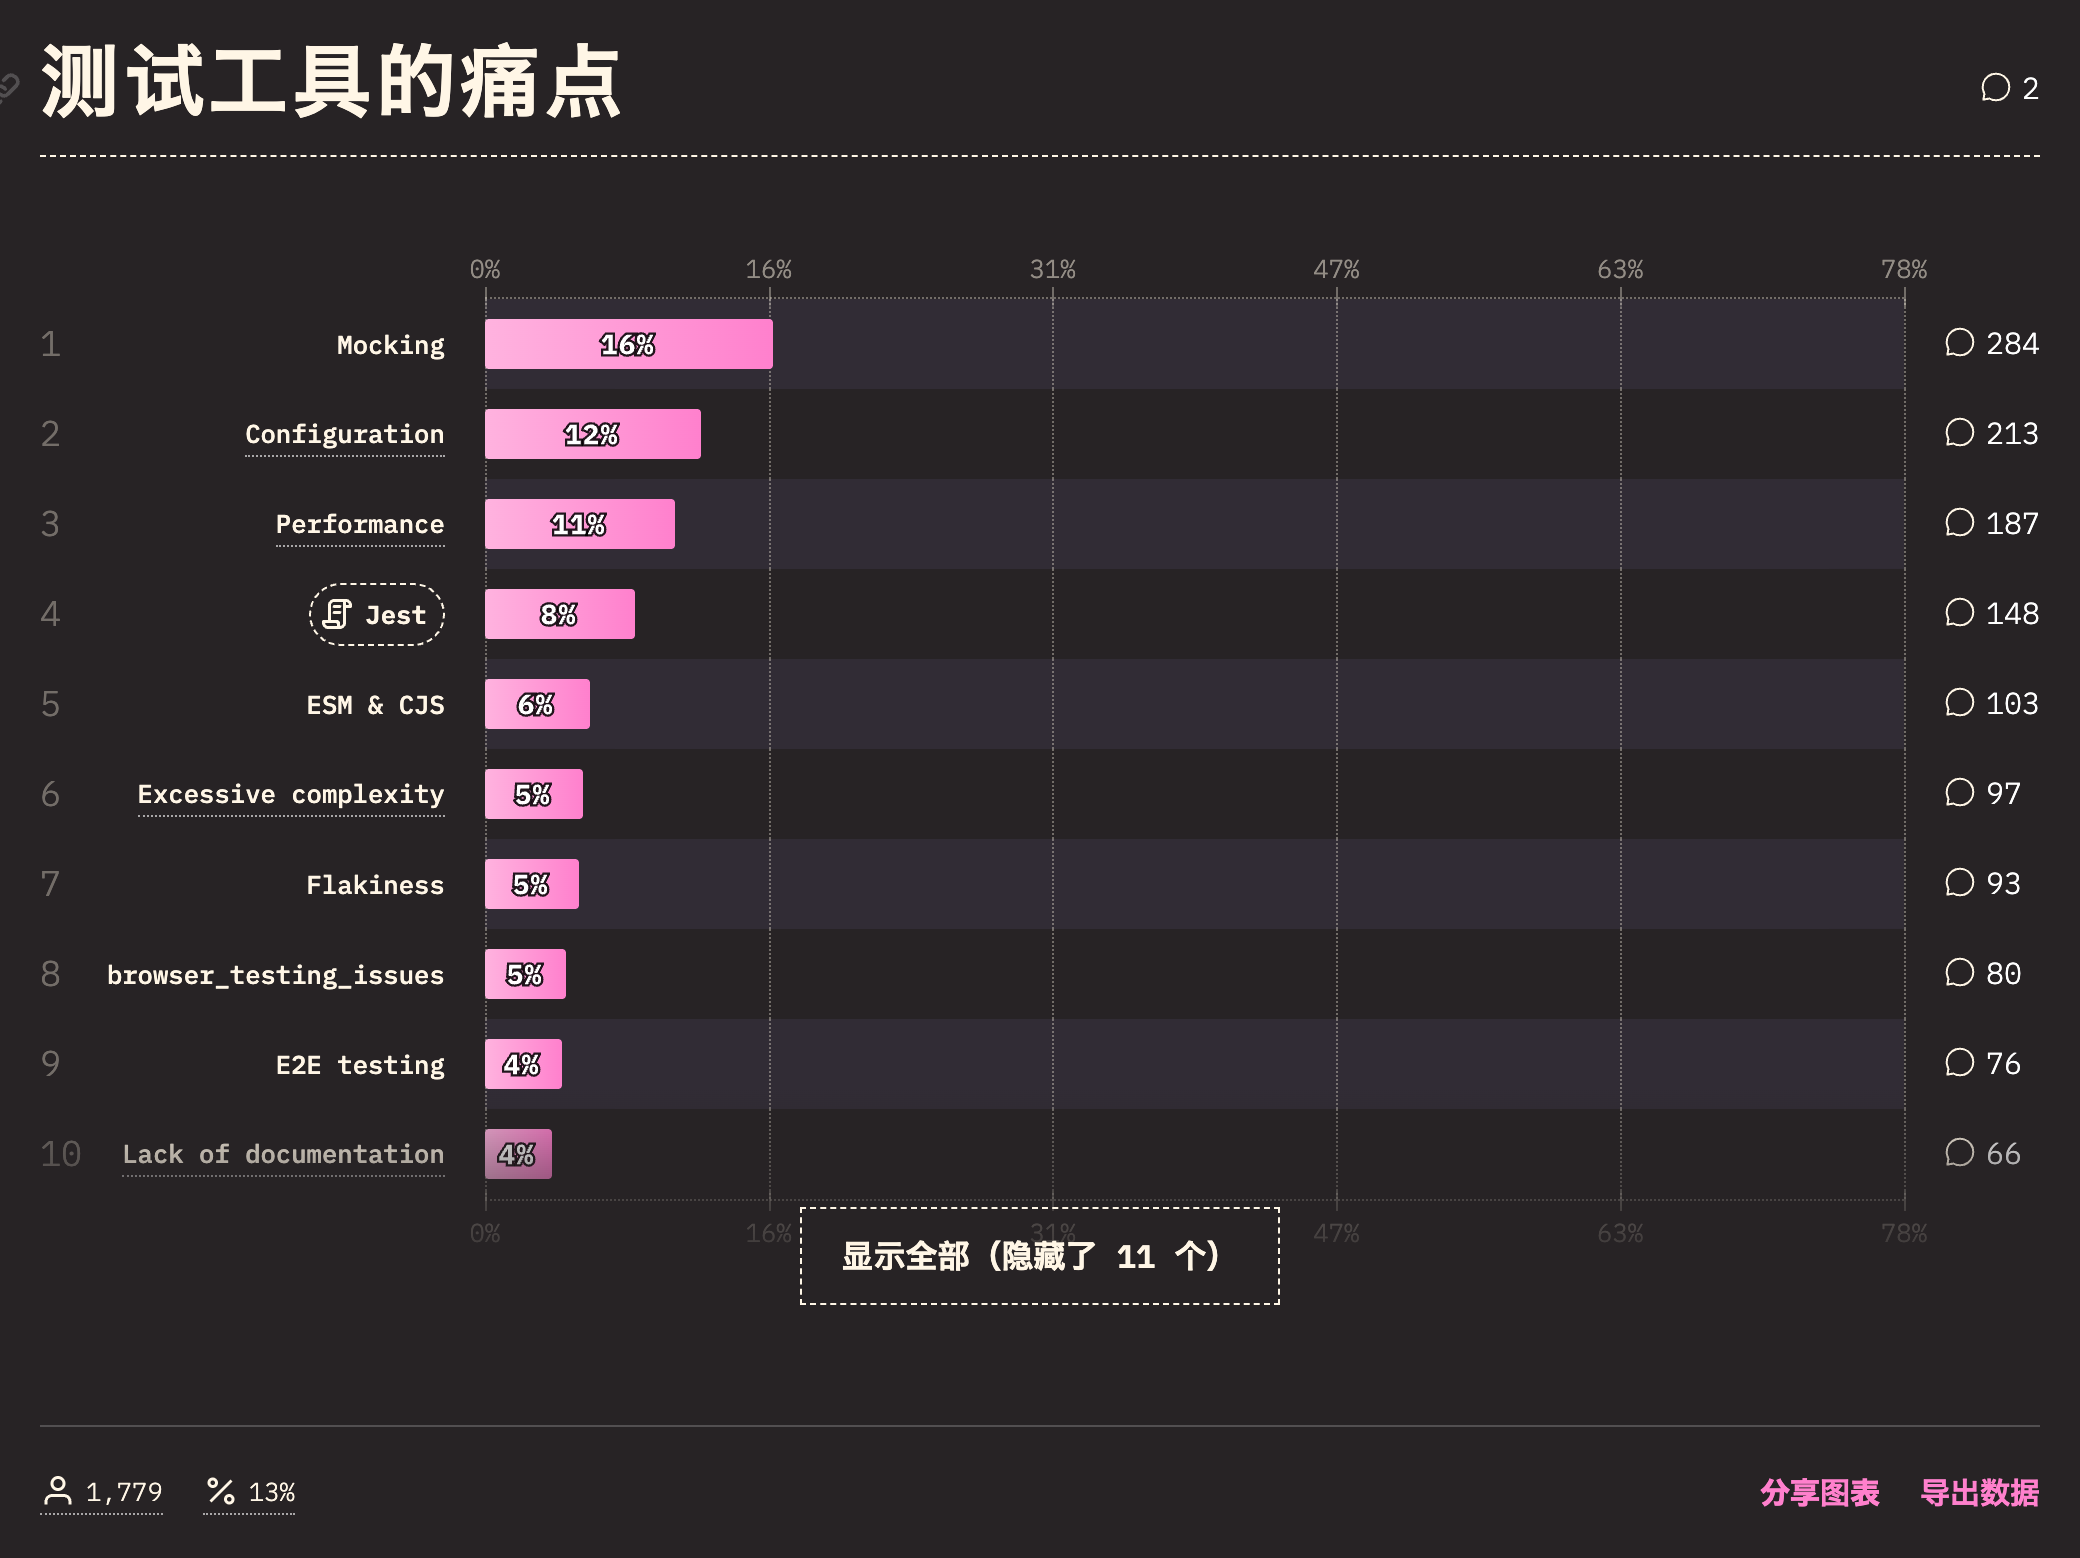 测试工具的痛点
2
0% 16% 31% 47% 63% 78%
1 Mocking 16% 284
2 Configuration 12% 213
3 Performance 11% 187
4 Jest 8% 148
5 ESM & CJS 6% 103
6 Excessive complexity 5% 97
7 Flakiness 5% 93
8 browser_testing_issues 5% 80
9 E2E testing 4% 76
10 Lack of documentation 4% 66
0% 16% 31% 47% 63% 78%
显示全部（隐藏了 11 个）
1,779 % 13% 分享图表 导出数据